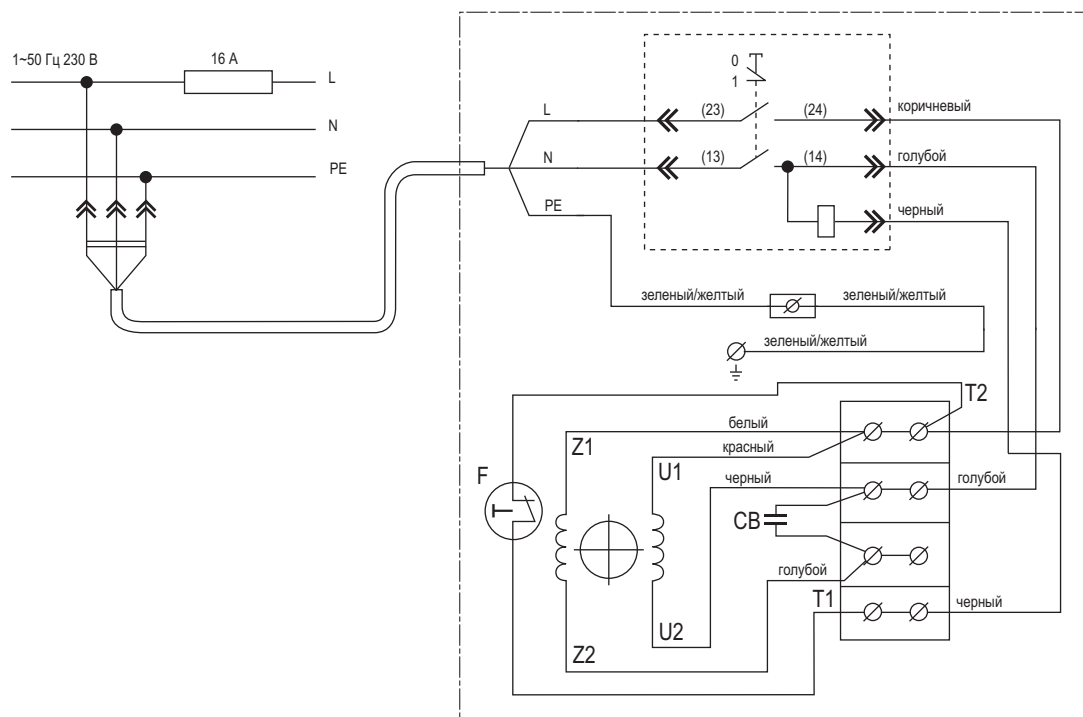 1~50 Гц 230 В
16 А
L
N
PE
0
1
L
(23)
(24)
коричневый
N
(13)
(14)
голубой
PE
черный
зеленый/желтый
зеленый/желтый
зеленый/желтый
T2
белый
Z1
красный
U1
F
черный
голубой
CB
голубой
T1
черный
U2
Z2